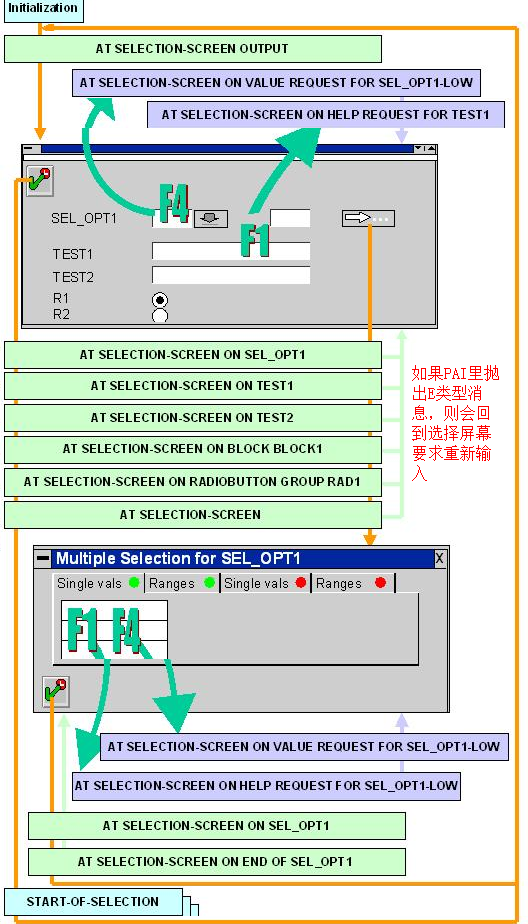 Initialization
AT SELECTION-SCREEN OUTPUT
AT SELECTION-SCREEN ON VALUE REQUEST FOR SEL_OPT1-LOW
AT SELECTION-SCREEN ON HELP REQUEST FOR TEST1
F4
SEL_OPT1
F1
TEST1
TEST2
R1
R2
AT SELECTION-SCREEN ON SEL_OPT1
AT SELECTION-SCREEN ON TEST1
AT SELECTION-SCREEN ON TEST2
AT SELECTION-SCREEN ON BLOCK BLOCK1
AT SELECTION-SCREEN ON RADIOBUTTON GROUP RAD1
AT SELECTION-SCREEN
如果PAI里抛
出E类型消
息，则会回
到选择屏幕
要求重新输
入
Multiple Selection for SEL_OPT1
X
Single vals Ranges Single vals Ranges
F1 F4
AT SELECTION-SCREEN ON VALUE REQUEST FOR SEL_OPT1-LOW
AT SELECTION-SCREEN ON HELP REQUEST FOR SEL_OPT1-LOW
AT SELECTION-SCREEN ON SEL_OPT1
AT SELECTION-SCREEN ON END OF SEL_OPT1
START-OF-SELECTION